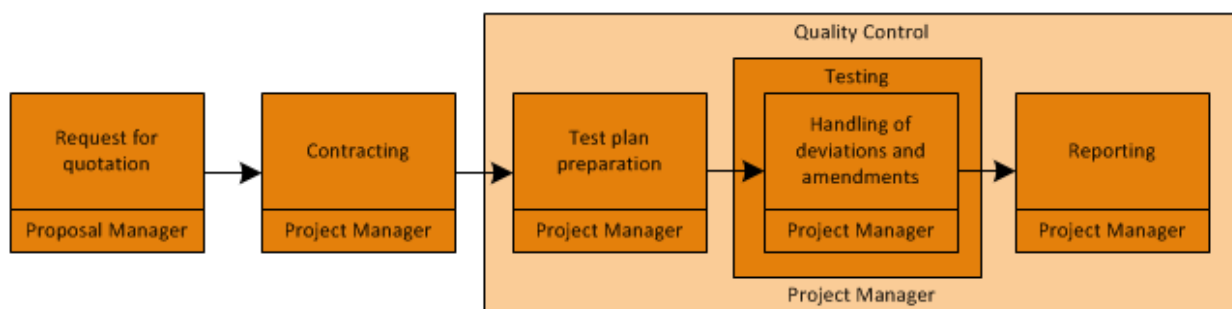 Quality Control
Request for
quotation
Proposal Manager
Contracting
Project Manager
Test plan
preparation
Project Manager
Testing
Handling of
deviations and
amendments
Project Manager
Reporting
Project Manager
Project Manager